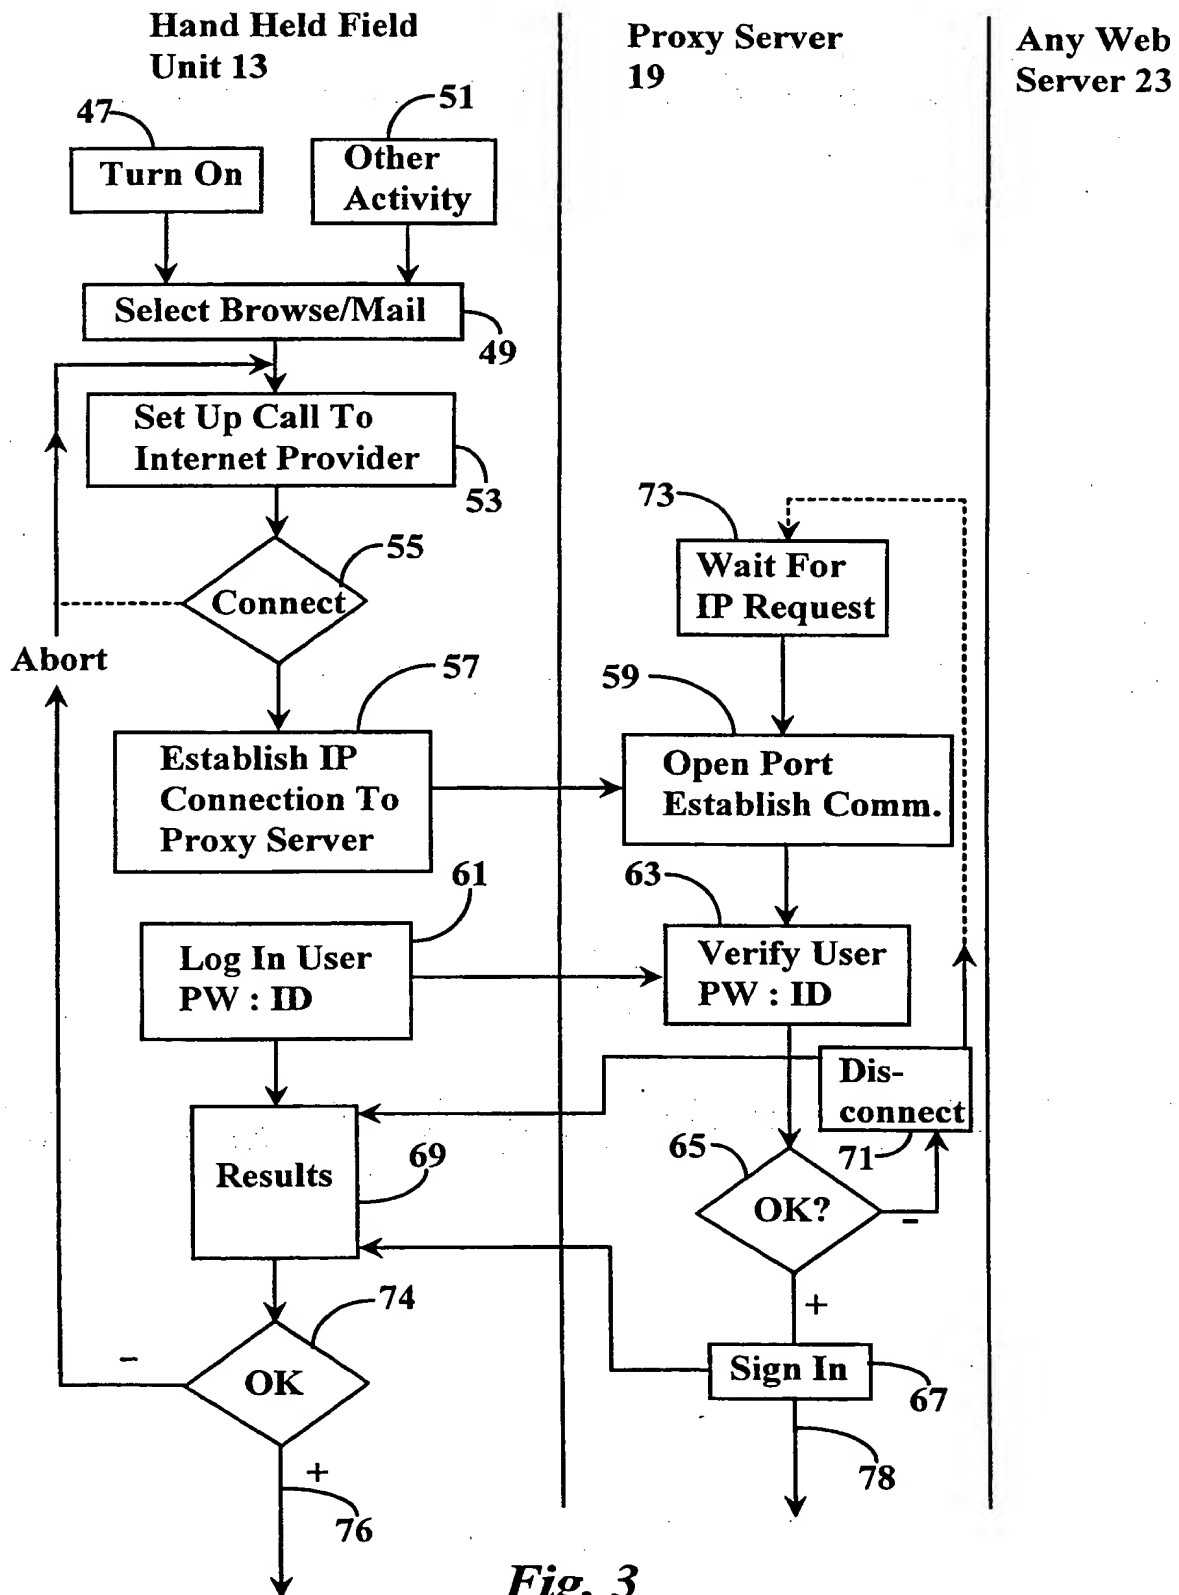 Hand Held Field
Unit 13
Proxy Server
19
Any Web
Server 23
47
51
Turn On
Other
Activity
Select Browse/Mail
49
Set Up Call To
Internet Provider
53
73
55
Connect
Wait For
IP Request
Abort
57
59
Establish IP
Connection To
Proxy Server
Open Port
Establish Comm.
61
63
Log In User
PW : ID
Verify User
PW : ID
Dis-
connect
71
Results
69
65
OK?
-
+
74
-
OK
Sign In
67
+
76
78
Fig. 3